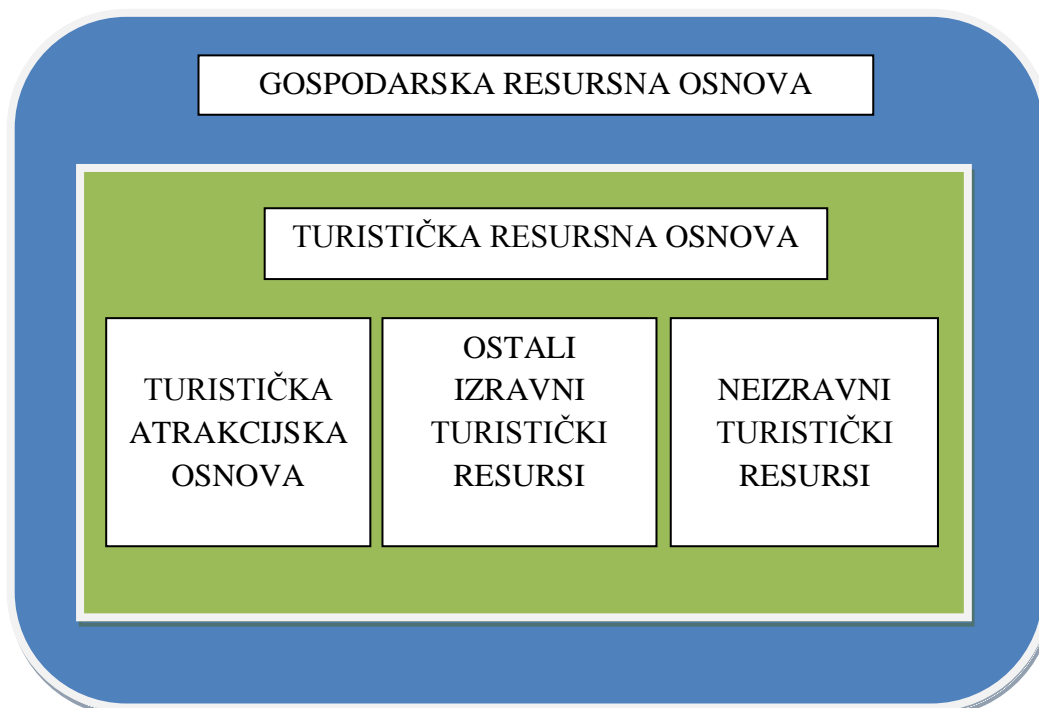 GOSPODARSKA RESURSNA OSNOVA
TURISTIČKA RESURSNA OSNOVA
TURISTIČKA
ATRAKCIJSKA
OSNOVA
OSTALI
IZRAVNI
TURISTIČKI
RESURSI
NEIZRAVNI
TURISTIČKI
RESURSI